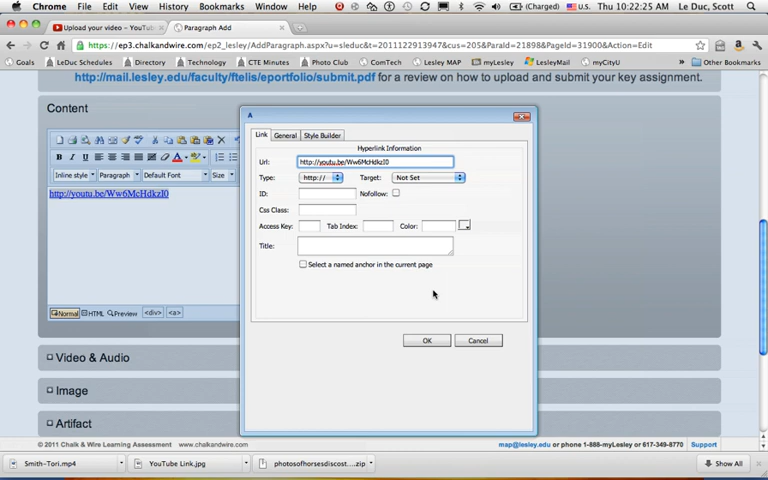 Chrome File Edit View History Bookmarks Window Help (Charged) U.S. Thu 10:22:25 AM Le Duc, Scott
Upload your video – YouTub Paragraph Add
https://ep3.chalkandwire.com/ep2_lesley/AddParagraph.aspx?u=sleduc&t=2011122913947&cus=205&ParaId=21898&PageId=31900&Action=Edit
Goals LeDuc Schedules Directory Technology CTE Minutes Photo ComTech Lesley MAP myLesley LesleyMail myCityU » Other Bookmarks
http://mail.lesley.edu/faculty/ftelis/eportfolio/submit.pdf for a review on how to upload and submit your key assignment.
Content
A
Link General Style Builder
Hyperlink Information
Url: http://youtu.be/Ww6McHdkzI0
B I U
Type: http:// Target: Not Set
Inline style Paragraph Default Font Size
ID: Nofollow:
http://youtu.be/Ww6McHdkzI0
Css Class:
Access Key: Tab Index: Color:
Title:
Select a named anchor in the current page
Normal HTML Preview <div> <a>
OK Cancel
Video & Audio
Image
Artifact
© 2011 Chalk & Wire Learning Assessment www.chalkandwire.com map@lesley.edu or phone 1-888-myLesley or 617-349-8770 Support
Smith-Tori.mp4 YouTube Link.jpg photosofhorsesdiscost....zip Show All